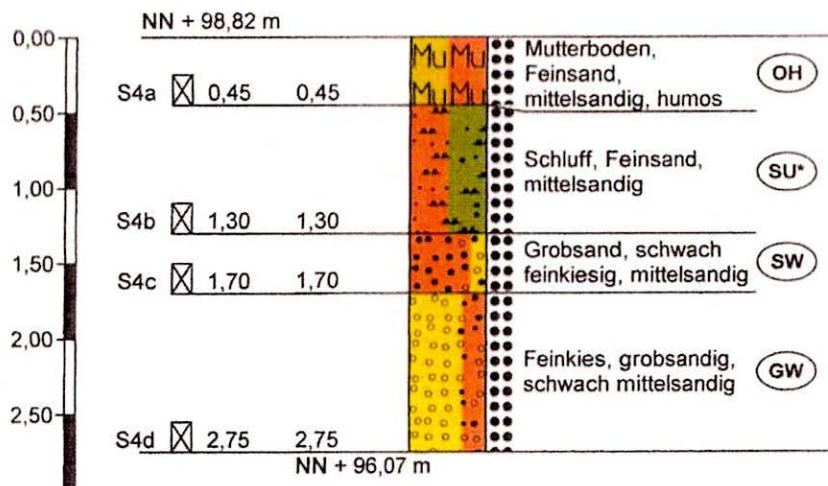 NN + 98,82 m
0,00
Mu Mu
Mutterboden,
Feinsand,
mittelsandig, humos
OH
S4a 0,45 0,45
Mu Mu
0,50
Schluff, Feinsand,
mittelsandig
SU*
1,00
S4b 1,30 1,30
Grobsand, schwach
feinkiesig, mittelsandig
SW
1,50
S4c 1,70 1,70
2,00
Feinkies, grobsandig,
schwach mittelsandig
GW
2,50
S4d 2,75 2,75
NN + 96,07 m